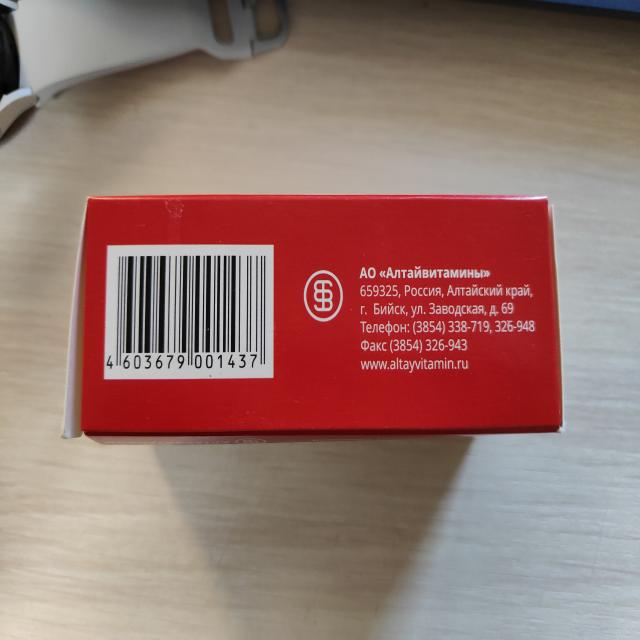 4 603679 001437
АО «Алтайвитамины»
659325, Россия, Алтайский край,
г. Бийск, ул. Заводская, д. 69
Телефон: (3854) 338-719, 326-948
Факс (3854) 326-943
www.altayvitamin.ru